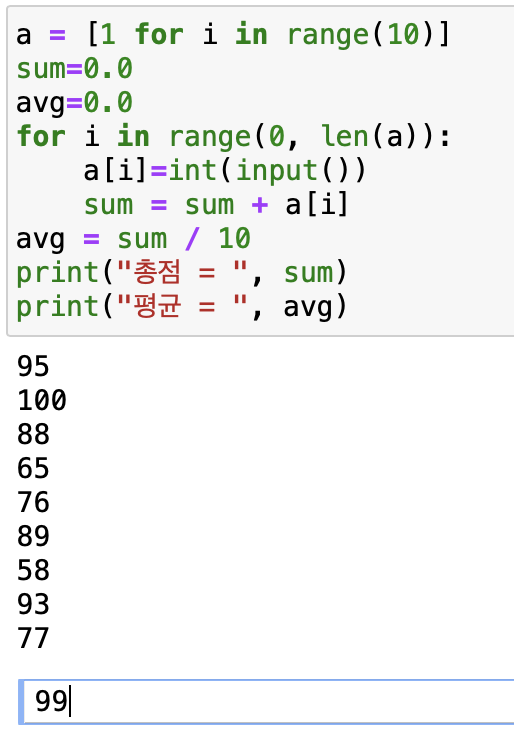 a = [1 for i in range(10)]
sum=0.0
avg=0.0
for i in range(0, len(a)):
    a[i]=int(input())
    sum = sum + a[i]
avg = sum / 10
print("총점 = ", sum)
print("평균 = ", avg)
95
100
88
65
76
89
58
93
77
99